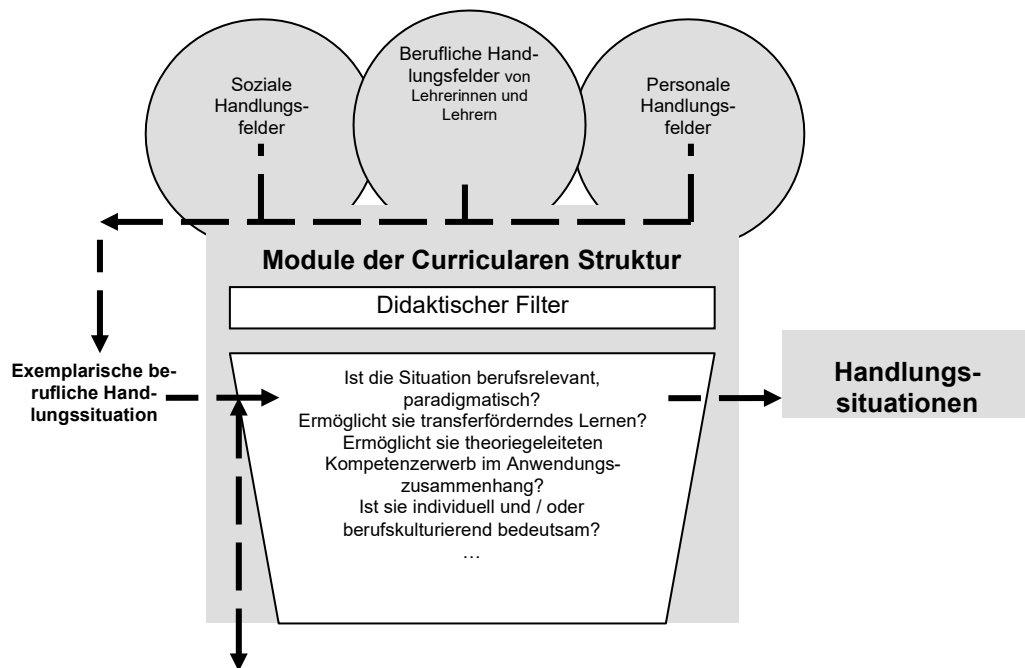 Soziale
Handlungs-
felder
Berufliche Hand-
lungsfelder von
Lehrerinnen und
Lehrern
Personale
Handlungs-
felder
Module der Curricularen Struktur
Didaktischer Filter
Exemplarische be-
rufliche Hand-
lungssituation
Ist die Situation berufsrelevant,
paradigmatisch?
Ermöglicht sie transferförderndes Lernen?
Ermöglicht sie theoriegeleiteten
Kompetenzerwerb im Anwendungs-
zusammenhang?
Ist sie individuell und / oder
berufskulturierend bedeutsam?
…
Handlungs-
situationen